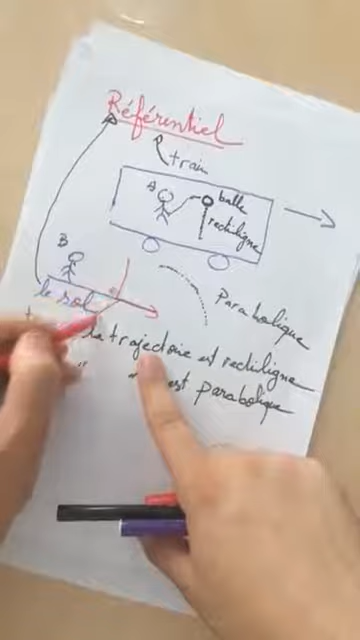 Référentiel
train
A
balle
rectiligne
B
le sol
Parabolique
la trajectoire est rectiligne
" " est parabolique